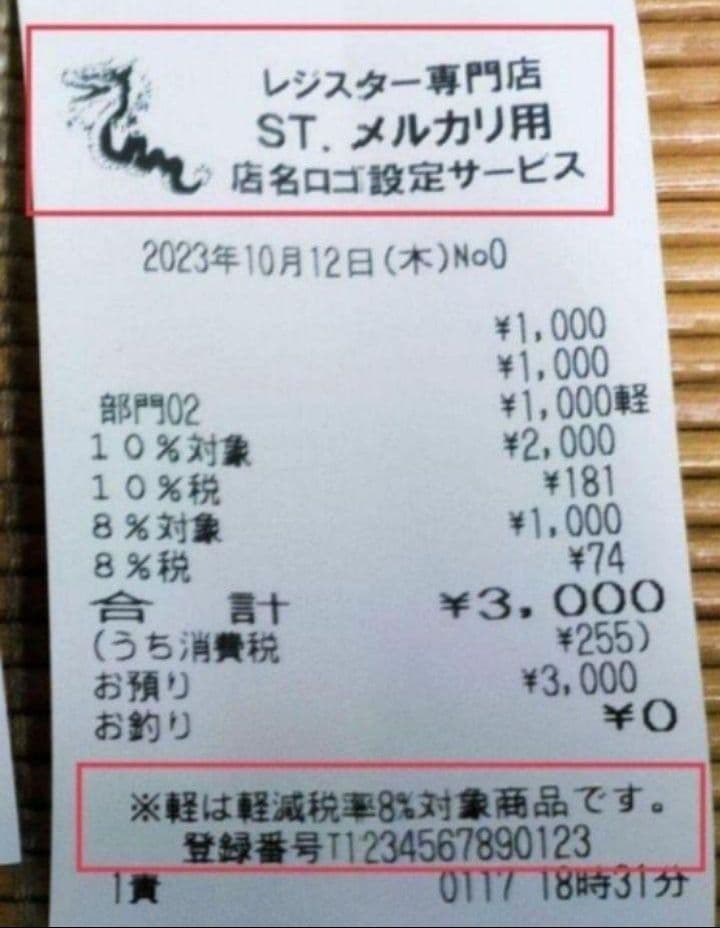 レジスター専門店
ST. メルカリ用
店名ロゴ設定サービス
2023年10月12日(木)No0
¥1,000
¥1,000
部門02 ¥1,000軽
10%対象 ¥2,000
10%税 ¥181
8%対象 ¥1,000
8%税 ¥74
合計 ¥3,000
(うち消費税 ¥255)
お預り ¥3,000
お釣り ¥0
※軽は軽減税率8%対象商品です。
登録番号T1234567890123
1責 0117 18時31分